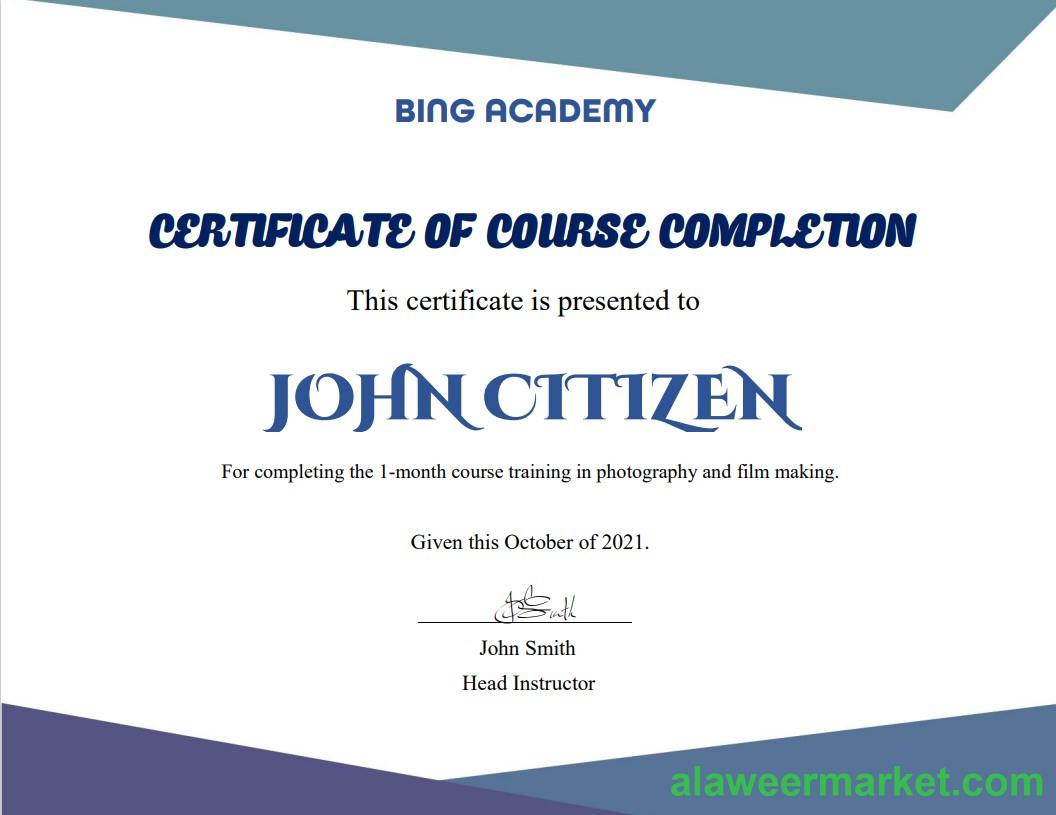 BING ACADEMY
CERTIFICATE OF COURSE COMPLETION
This certificate is presented to
JOHN CITIZEN
For completing the 1-month course training in photography and film making.
Given this October of 2021.
J Smith
John Smith
Head Instructor
alaweermarket.com